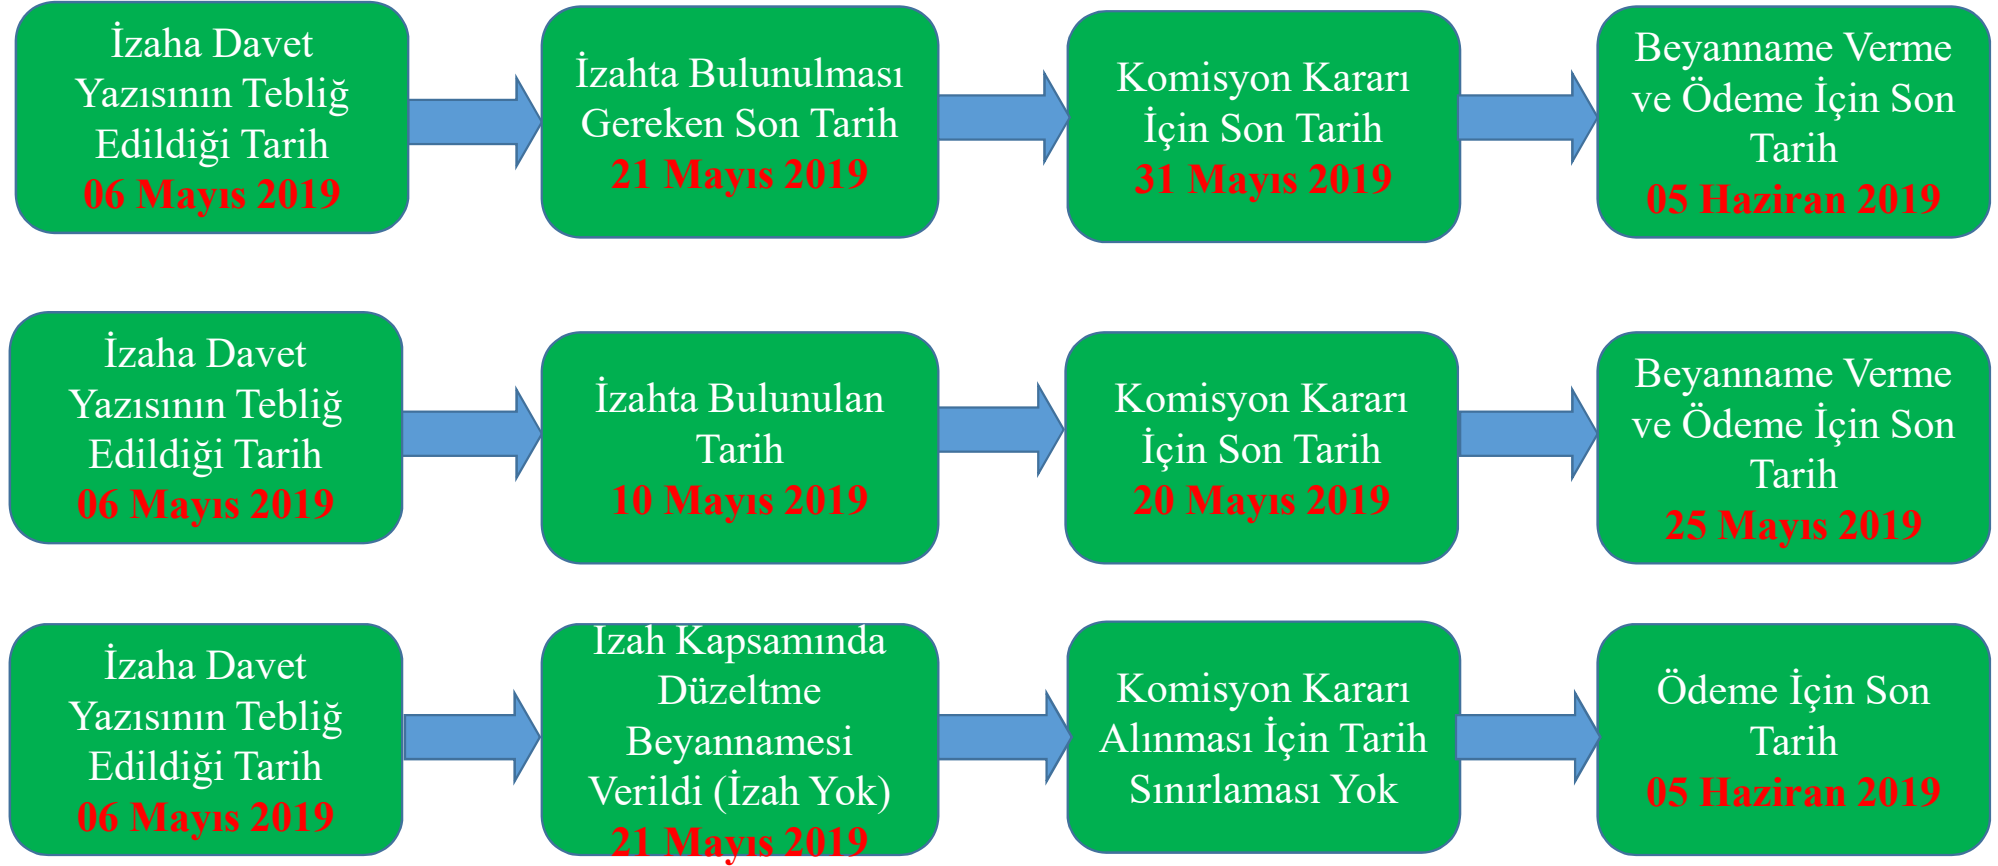 İzaha Davet
Yazısının Tebliğ
Edildiği Tarih
06 Mayıs 2019
İzahta Bulunulması
Gereken Son Tarih
21 Mayıs 2019
Komisyon Kararı
İçin Son Tarih
31 Mayıs 2019
Beyanname Verme
ve Ödeme İçin Son
Tarih
05 Haziran 2019
İzaha Davet
Yazısının Tebliğ
Edildiği Tarih
06 Mayıs 2019
İzahta Bulunulan
Tarih
10 Mayıs 2019
Komisyon Kararı
İçin Son Tarih
20 Mayıs 2019
Beyanname Verme
ve Ödeme İçin Son
Tarih
25 Mayıs 2019
İzaha Davet
Yazısının Tebliğ
Edildiği Tarih
06 Mayıs 2019
İzah Kapsamında
Düzeltme
Beyannamesi
Verildi (İzah Yok)
21 Mayıs 2019
Komisyon Kararı
Alınması İçin Tarih
Sınırlaması Yok
Ödeme İçin Son
Tarih
05 Haziran 2019